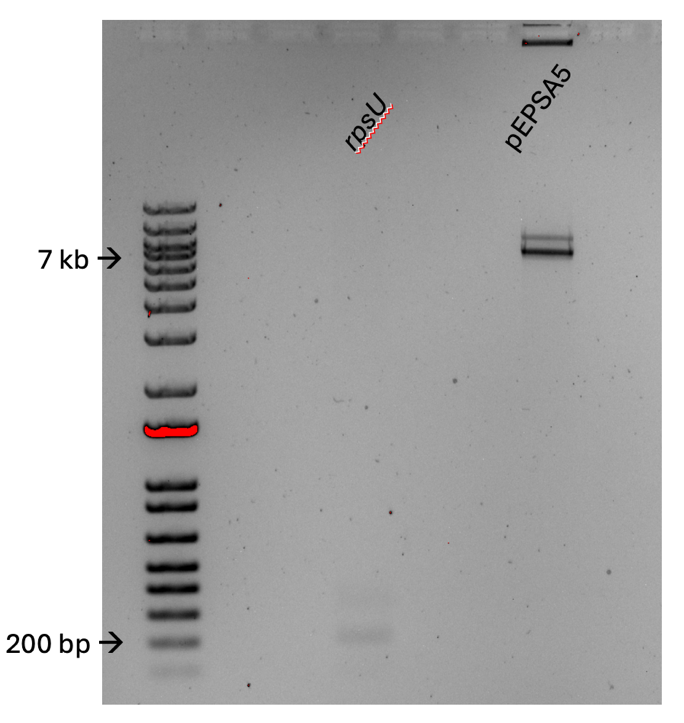 rpsU
pEPSA5
7 kb →
200 bp →